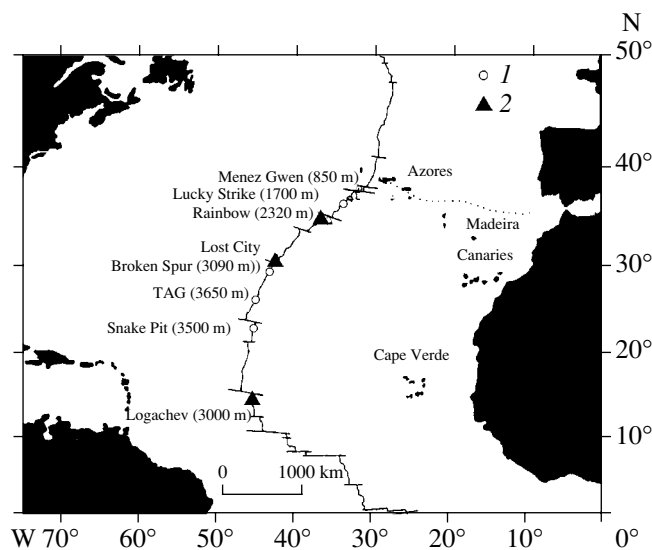 N
50°
1
2
Menez Gwen (850 m)
Azores
40°
Lucky Strike (1700 m)
Rainbow (2320 m)
Madeira
Lost City
Canaries
Broken Spur (3090 m))
30°
TAG (3650 m)
Snake Pit (3500 m)
20°
Cape Verde
Logachev (3000 m)
10°
0 1000 km
W 70° 60° 50° 40° 30° 20° 10° 0°